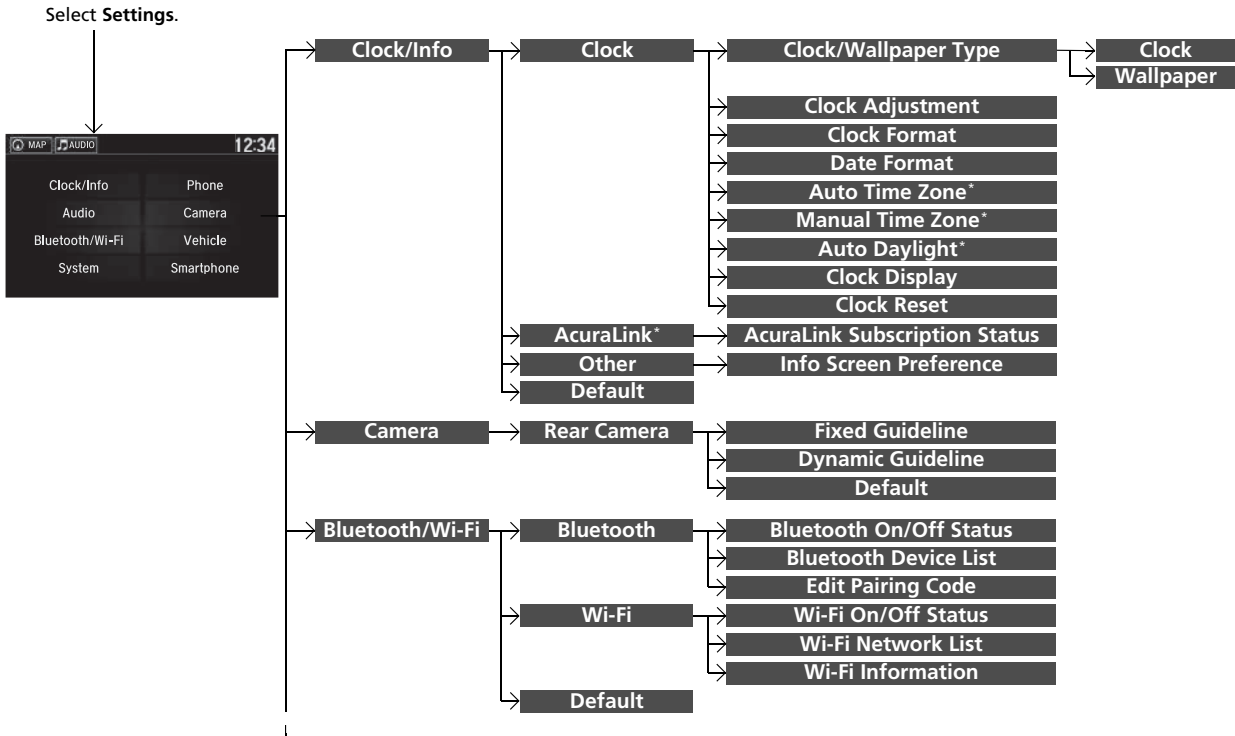 Select Settings.
MAP AUDIO 12:34
Clock/Info Phone
Audio Camera
Bluetooth/Wi-Fi Vehicle
System Smartphone
Clock/Info Clock Clock/Wallpaper Type Clock
Wallpaper
Clock Adjustment
Clock Format
Date Format
Auto Time Zone*
Manual Time Zone*
Auto Daylight*
Clock Display
Clock Reset
AcuraLink* AcuraLink Subscription Status
Other Info Screen Preference
Default
Camera Rear Camera Fixed Guideline
Dynamic Guideline
Default
Bluetooth/Wi-Fi Bluetooth Bluetooth On/Off Status
Bluetooth Device List
Edit Pairing Code
Wi-Fi Wi-Fi On/Off Status
Wi-Fi Network List
Wi-Fi Information
Default